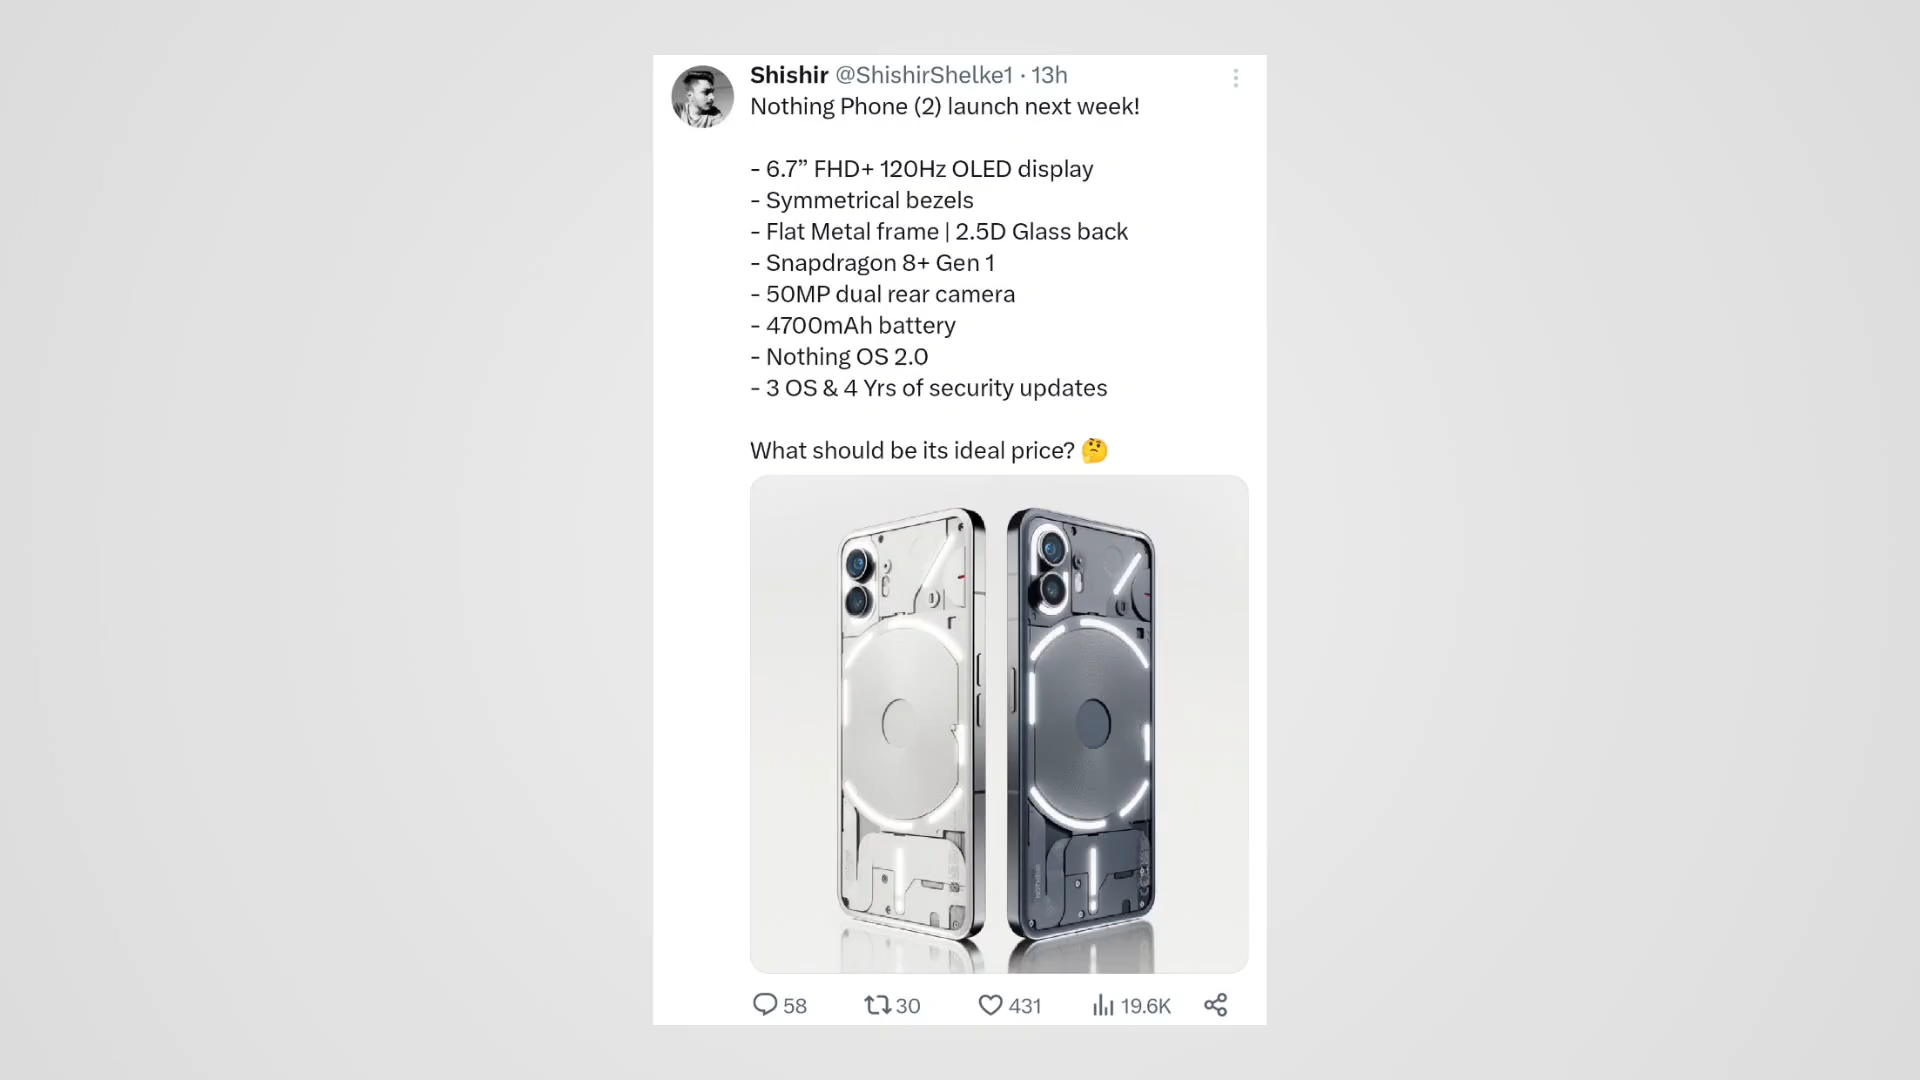 Shishir @ShishirShelke1 · 13h
Nothing Phone (2) launch next week!
- 6.7” FHD+ 120Hz OLED display
- Symmetrical bezels
- Flat Metal frame | 2.5D Glass back
- Snapdragon 8+ Gen 1
- 50MP dual rear camera
- 4700mAh battery
- Nothing OS 2.0
- 3 OS & 4 Yrs of security updates
What should be its ideal price? 🤔
58 30 431 19.6K